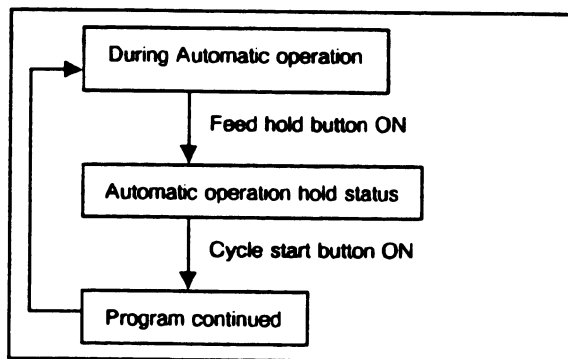 During Automatic operation
Feed hold button ON
Automatic operation hold status
Cycle start button ON
Program continued